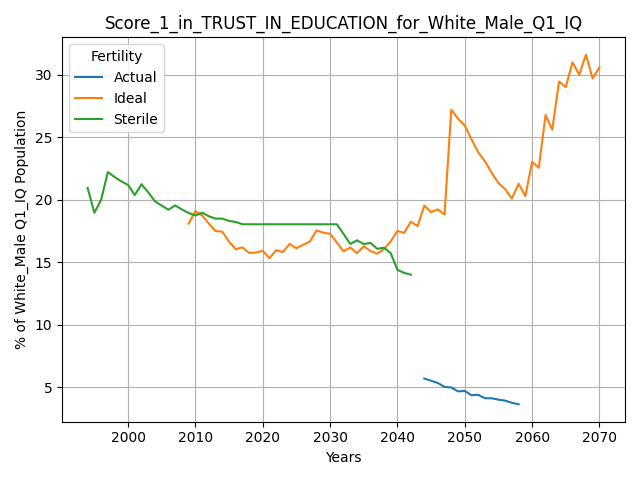 Score_1_in_TRUST_IN_EDUCATION_for_White_Male_Q1_IQ
Fertility
Actual
Ideal
Sterile
% of White_Male Q1_IQ Population
30
25
20
15
10
5
2000 2010 2020 2030 2040 2050 2060 2070
Years